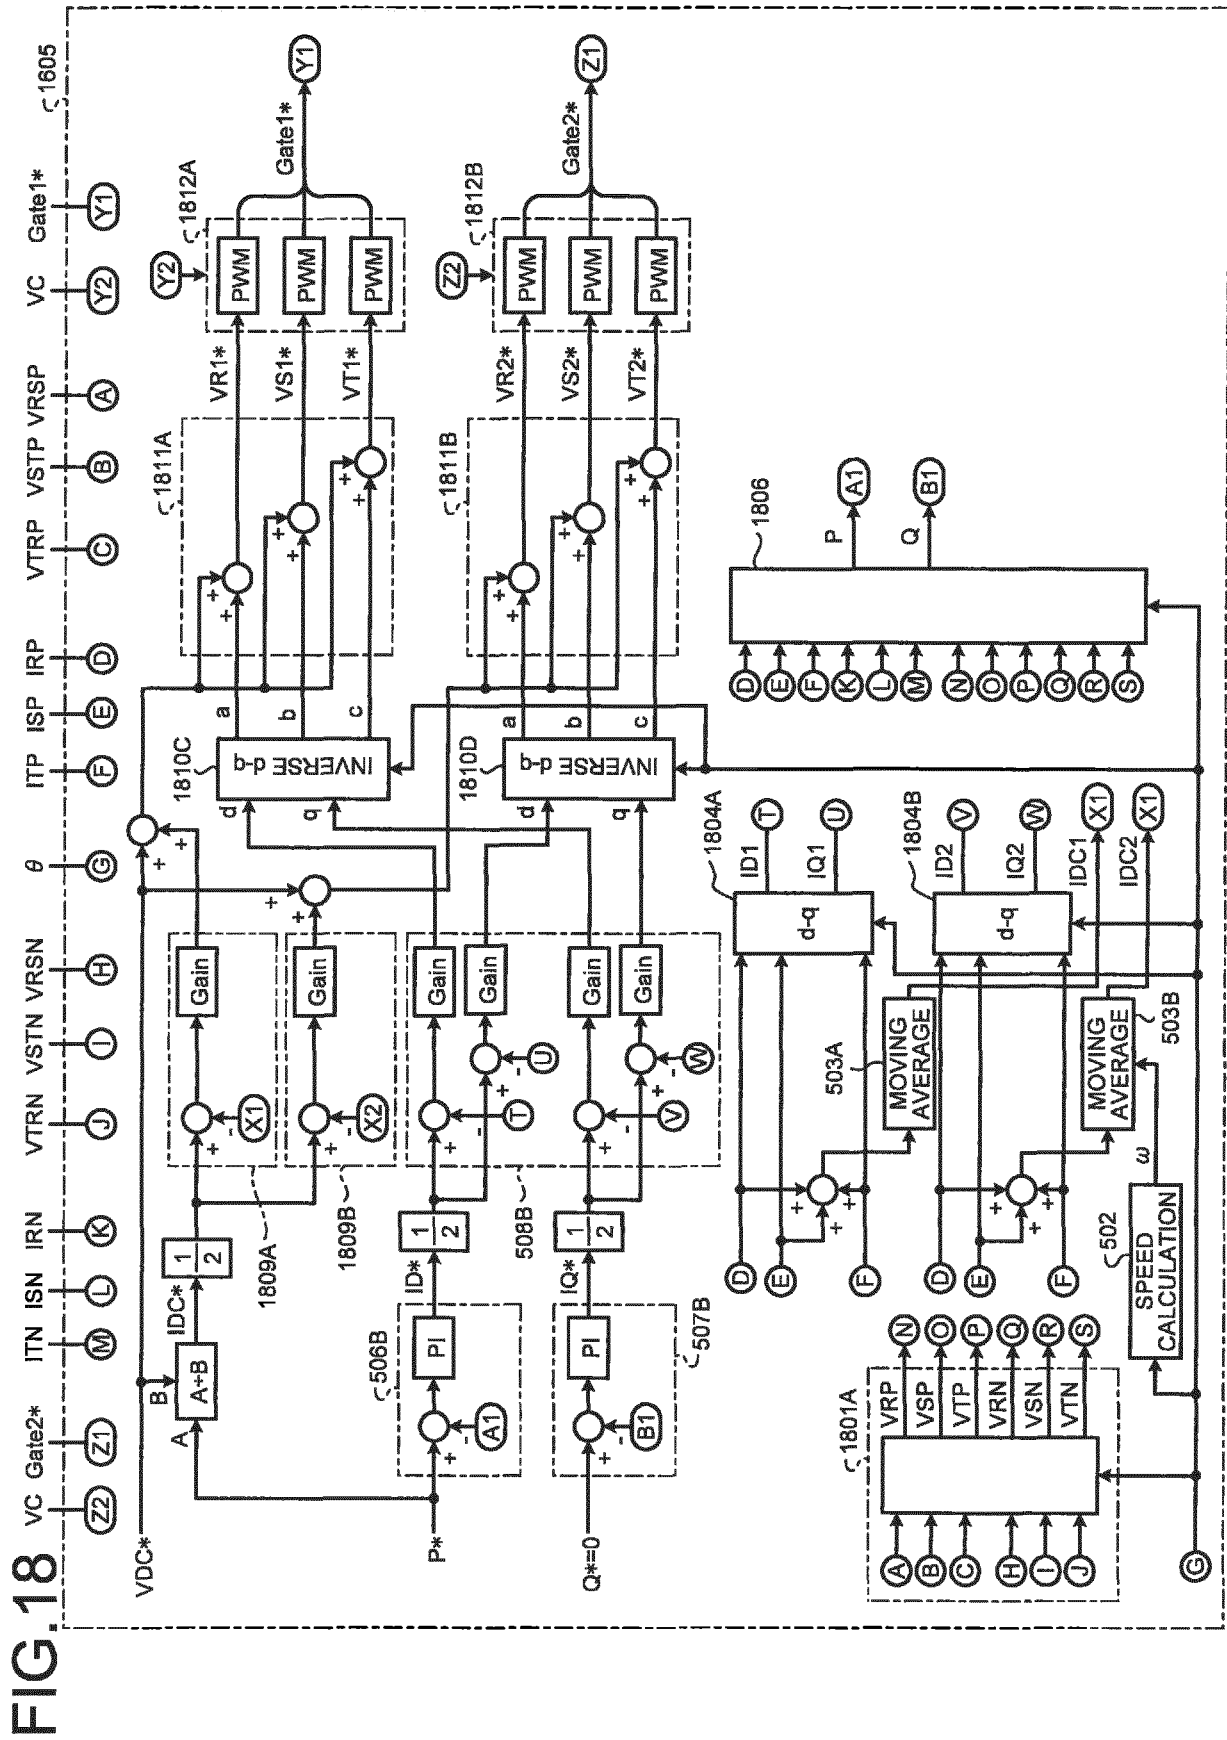 FIG.18
VC Gate2* ITN ISN IRN VTRN VSTN VRSN θ ITP ISP IRP VTRP VSTP VRSP VC Gate1*
Z2 Z1 M L K J I H G F E D C B A Y2 Y1
1605
VDC*
B
A
A÷B
IDC*
1
2
1809A
+
-
X1
Gain
+
+
1809B
+
-
X2
Gain
+
+
P*
506B
+
-
A1
PI
ID*
1
2
508B
+
-
T
Gain
+
-
U
Gain
Q*=0
507B
+
-
B1
PI
IQ*
1
2
+
-
V
Gain
+
-
W
Gain
d
q
1810C
INVERSE d-q
a
b
c
1811A
+
+
+
+
+
+
VR1*
VS1*
VT1*
Y2
1812A
PWM
PWM
PWM
Gate1*
Y1
d
q
1810D
INVERSE d-q
a
b
c
1811B
+
+
+
+
+
+
VR2*
VS2*
VT2*
Z2
1812B
PWM
PWM
PWM
Gate2*
Z1
1801A
A
B
C
H
I
J
VRP
VSP
VTP
VRN
VSN
VTN
N
O
P
Q
R
S
G
502
SPEED
CALCULATION
ω
D
E
F
+
+
+
503A
MOVING
AVERAGE
1804A
d-q
ID1
T
IQ1
U
D
E
F
+
+
+
MOVING
AVERAGE
503B
1804B
d-q
ID2
V
IQ2
W
IDC1
X1
IDC2
X1
D
E
F
K
L
M
N
O
P
Q
R
S
1806
P
A1
Q
B1